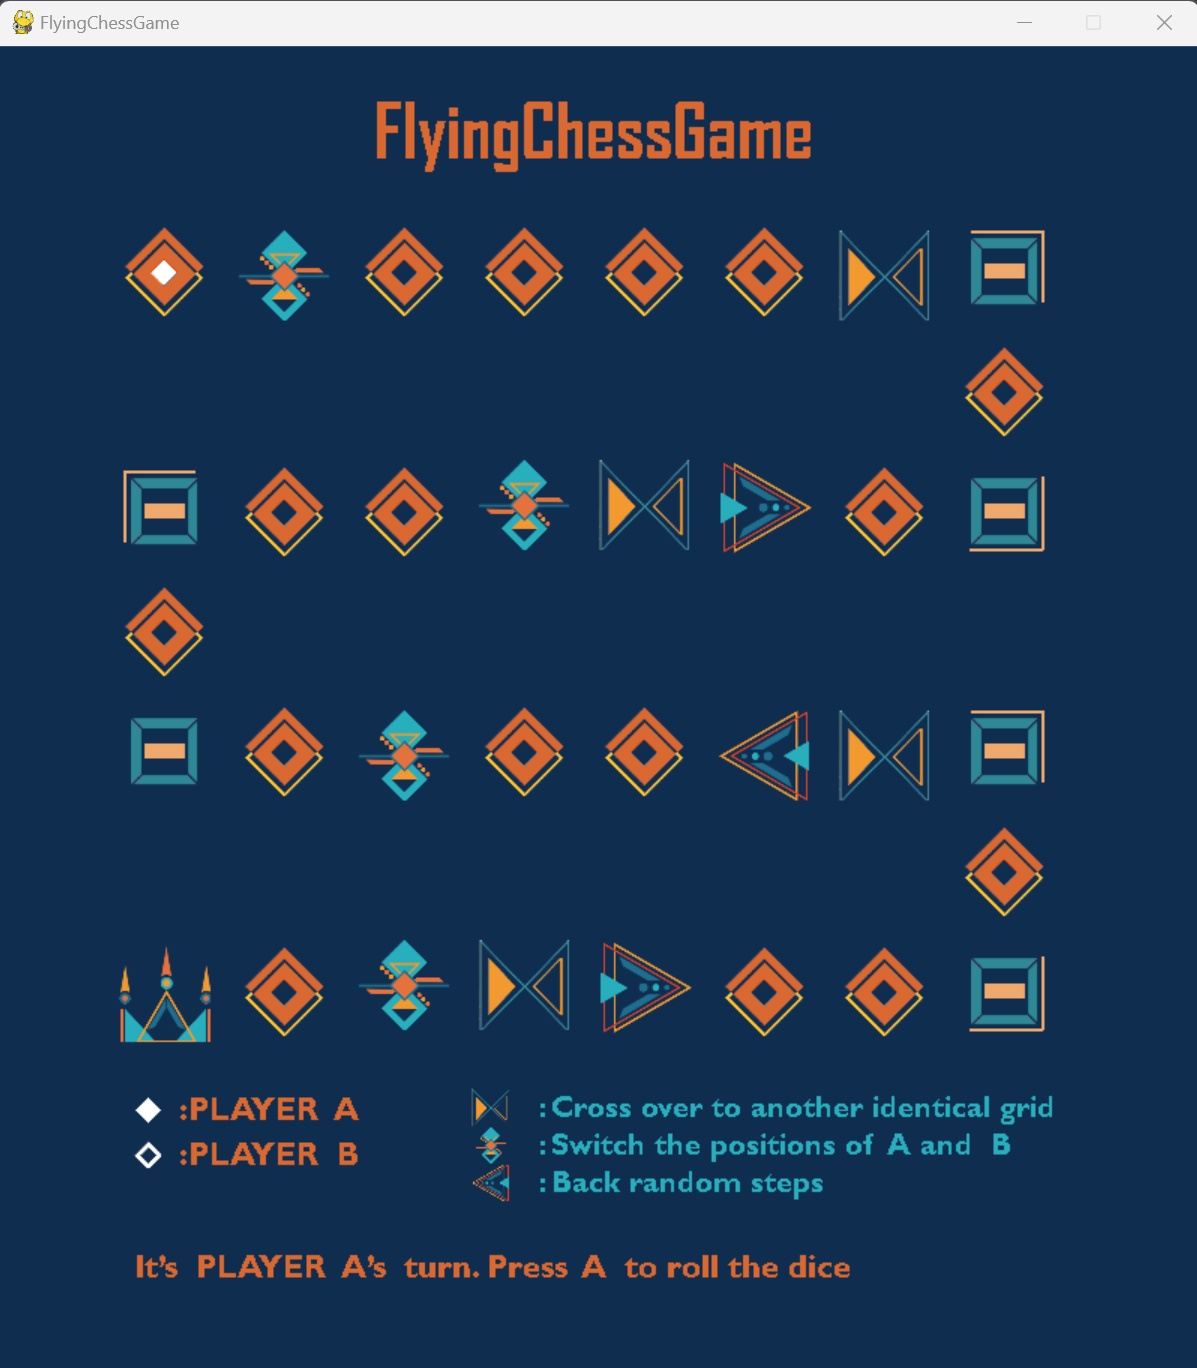 FlyingChessGame
FlyingChessGame
:PLAYER A
:PLAYER B
:Cross over to another identical grid
:Switch the positions of A and B
:Back random steps
It's PLAYER A's turn. Press A to roll the dice